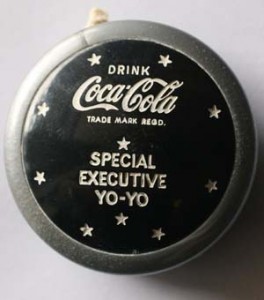 DRINK
Coca-Cola
TRADE MARK REGD.
SPECIAL
EXECUTIVE
YO-YO